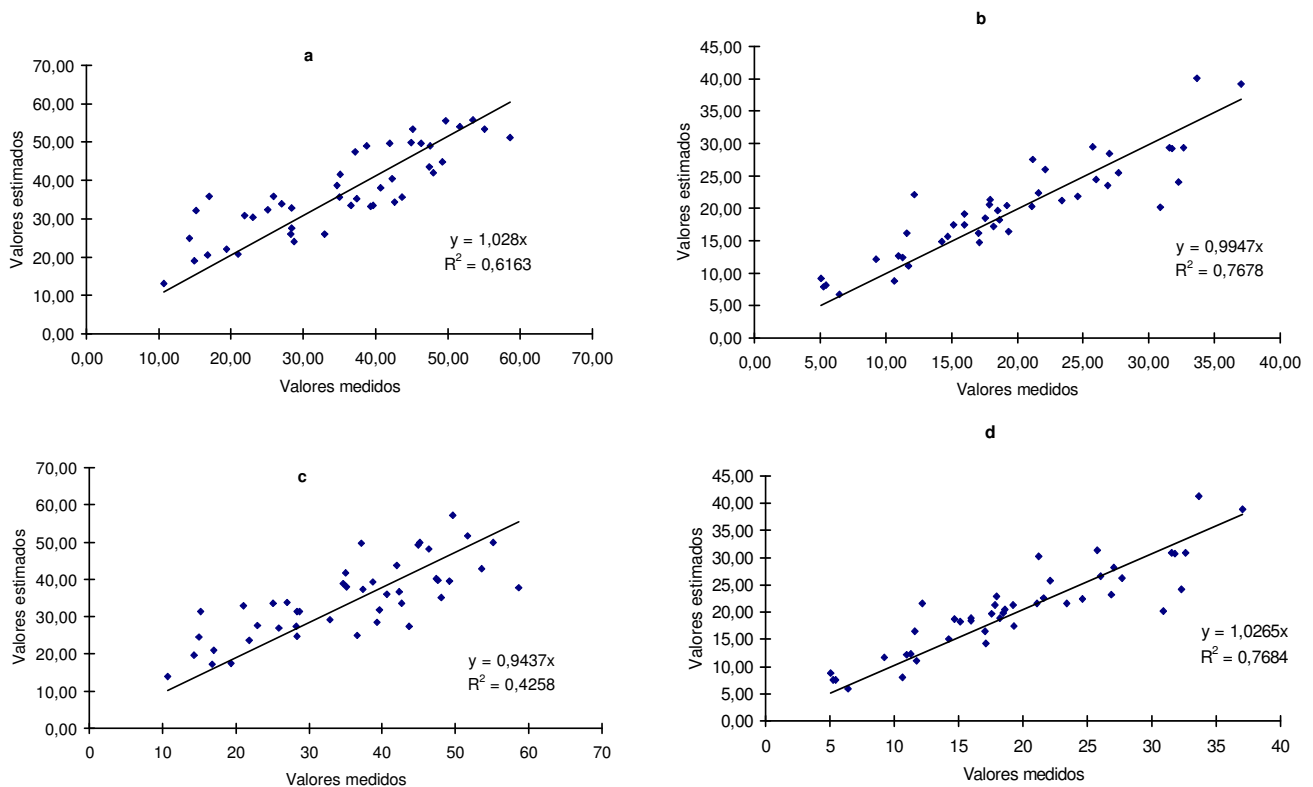 a
70,00
60,00
50,00
40,00
30,00
20,00
10,00
0,00
Valores estimados
y = 1,028x
R² = 0,6163
0,00 10,00 20,00 30,00 40,00 50,00 60,00 70,00
Valores medidos
b
45,00
40,00
35,00
30,00
25,00
20,00
15,00
10,00
5,00
0,00
Valores estimados
y = 0,9947x
R² = 0,7678
0,00 5,00 10,00 15,00 20,00 25,00 30,00 35,00 40,00
Valores medidos
c
70,00
60,00
50,00
40,00
30,00
20,00
10,00
0,00
Valores estimados
y = 0,9437x
R² = 0,4258
0 10 20 30 40 50 60 70
Valores medidos
d
45,00
40,00
35,00
30,00
25,00
20,00
15,00
10,00
5,00
0,00
Valores estimados
y = 1,0265x
R² = 0,7684
0 5 10 15 20 25 30 35 40
Valores medidos